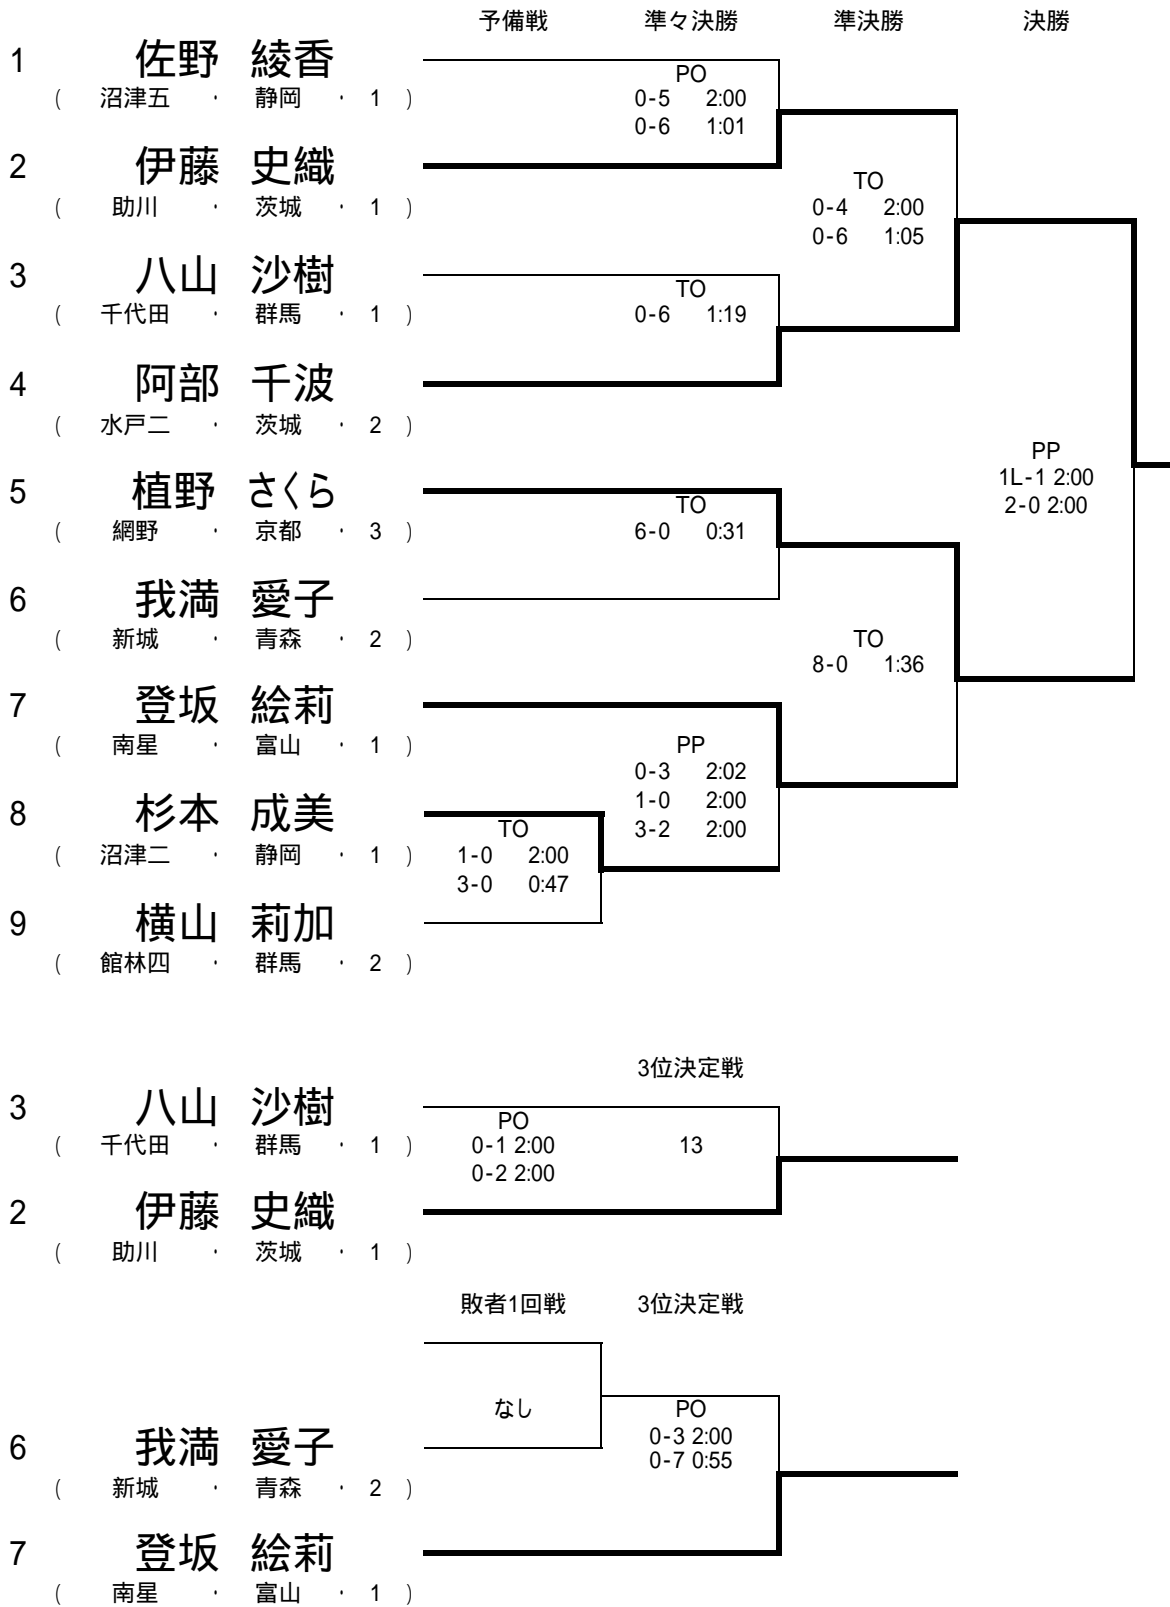 予備戦 準々決勝 準決勝 決勝
1 佐野 綾香
( 沼津五 ・ 静岡 ・ 1 )
PO
0-5 2:00
0-6 1:01
2 伊藤 史織
( 助川 ・ 茨城 ・ 1 )
TO
0-4 2:00
0-6 1:05
3 八山 沙樹
( 千代田 ・ 群馬 ・ 1 )
TO
0-6 1:19
4 阿部 千波
( 水戸二 ・ 茨城 ・ 2 )
PP
1L-1 2:00
2-0 2:00
5 植野 さくら
( 網野 ・ 京都 ・ 3 )
TO
6-0 0:31
6 我満 愛子
( 新城 ・ 青森 ・ 2 )
TO
8-0 1:36
7 登坂 絵莉
( 南星 ・ 富山 ・ 1 )
PP
0-3 2:02
1-0 2:00
3-2 2:00
8 杉本 成美
( 沼津二 ・ 静岡 ・ 1 )
TO
1-0 2:00
3-0 0:47
9 横山 莉加
( 館林四 ・ 群馬 ・ 2 )
3位決定戦
3 八山 沙樹
( 千代田 ・ 群馬 ・ 1 )
PO
0-1 2:00 13
0-2 2:00
2 伊藤 史織
( 助川 ・ 茨城 ・ 1 )
敗者1回戦 3位決定戦
なし
PO
0-3 2:00
0-7 0:55
6 我満 愛子
( 新城 ・ 青森 ・ 2 )
7 登坂 絵莉
( 南星 ・ 富山 ・ 1 )